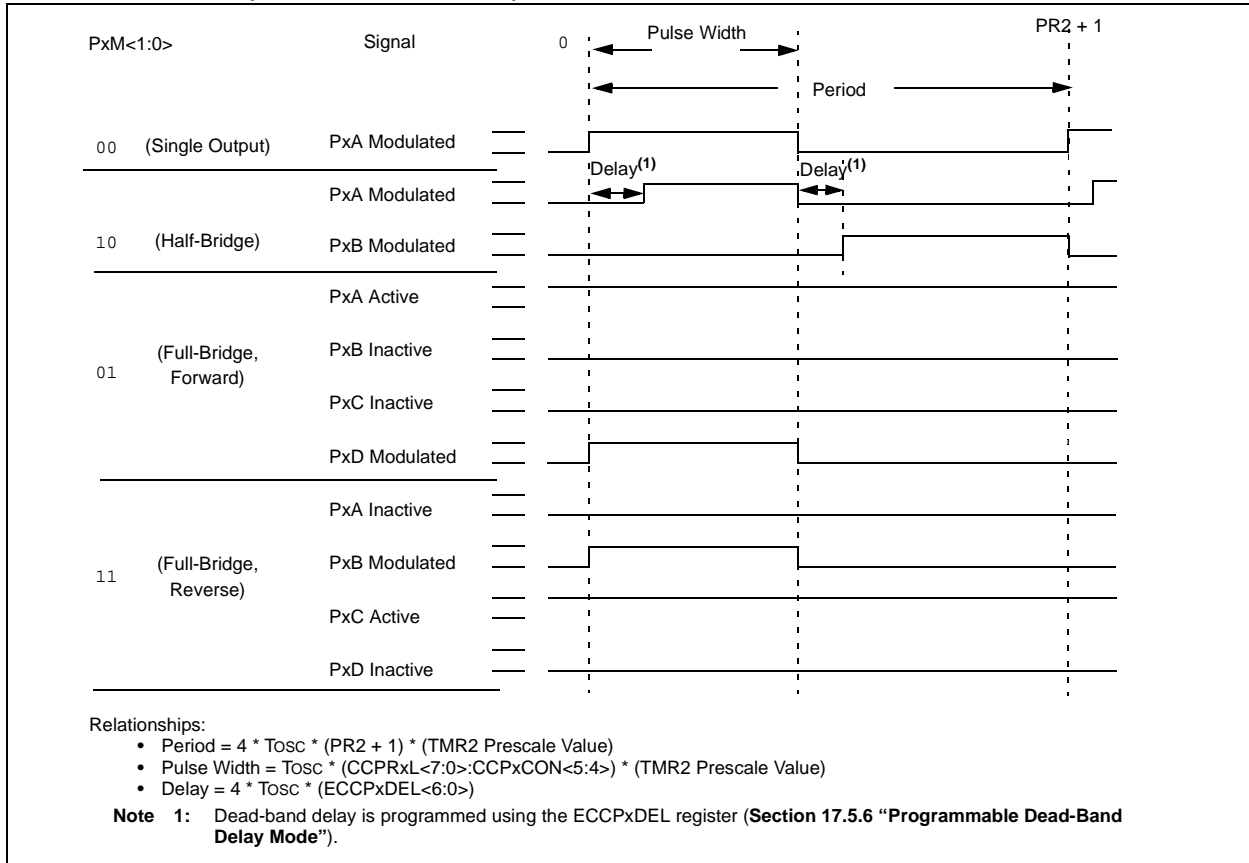 PxM<1:0> Signal 0 Pulse Width PR2 + 1
Period
00 (Single Output) PxA Modulated
Delay(1) Delay(1)
PxA Modulated
10 (Half-Bridge) PxB Modulated
PxA Active
01 (Full-Bridge, Forward) PxB Inactive
PxC Inactive
PxD Modulated
PxA Inactive
11 (Full-Bridge, Reverse) PxB Modulated
PxC Active
PxD Inactive
Relationships:
• Period = 4 * TOSC * (PR2 + 1) * (TMR2 Prescale Value)
• Pulse Width = TOSC * (CCPRxL<7:0>:CCPxCON<5:4>) * (TMR2 Prescale Value)
• Delay = 4 * TOSC * (ECCPxDEL<6:0>)
Note 1: Dead-band delay is programmed using the ECCPxDEL register (Section 17.5.6 “Programmable Dead-Band
Delay Mode”).